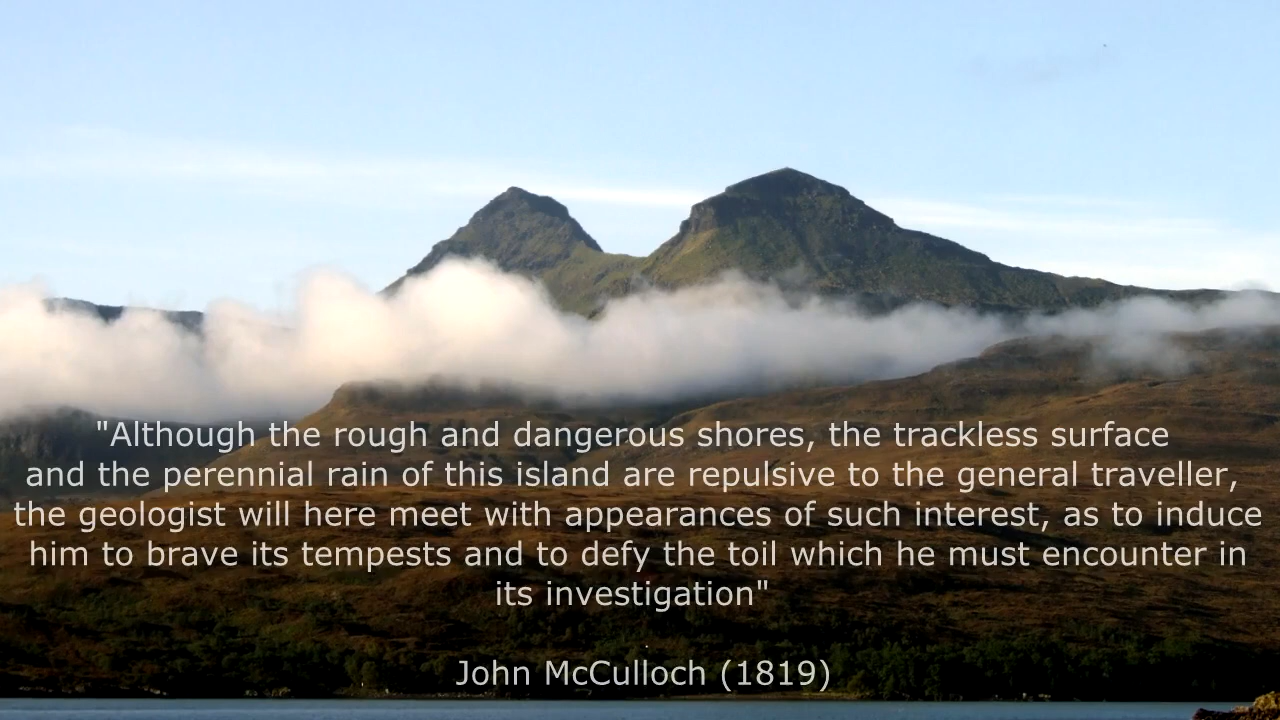 "Although the rough and dangerous shores, the trackless surface
and the perennial rain of this island are repulsive to the general traveller,
the geologist will here meet with appearances of such interest, as to induce
him to brave its tempests and to defy the toil which he must encounter in
its investigation"
John McCulloch (1819)